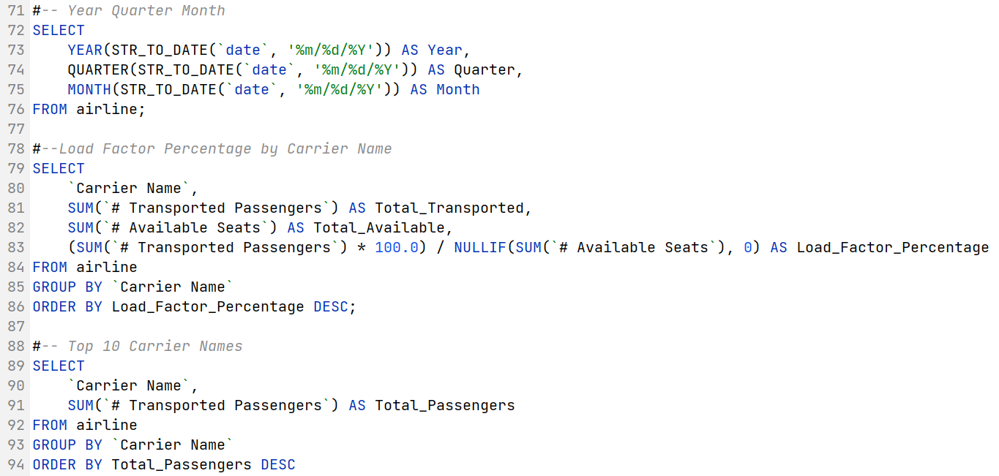 71 #-- Year Quarter Month
72 SELECT
73     YEAR(STR_TO_DATE(`date`, '%m/%d/%Y')) AS Year,
74     QUARTER(STR_TO_DATE(`date`, '%m/%d/%Y')) AS Quarter,
75     MONTH(STR_TO_DATE(`date`, '%m/%d/%Y')) AS Month
76 FROM airline;
77
78 #--Load Factor Percentage by Carrier Name
79 SELECT
80     `Carrier Name`,
81     SUM(`# Transported Passengers`) AS Total_Transported,
82     SUM(`# Available Seats`) AS Total_Available,
83     (SUM(`# Transported Passengers`) * 100.0) / NULLIF(SUM(`# Available Seats`), 0) AS Load_Factor_Percentage
84 FROM airline
85 GROUP BY `Carrier Name`
86 ORDER BY Load_Factor_Percentage DESC;
87
88 #-- Top 10 Carrier Names
89 SELECT
90     `Carrier Name`,
91     SUM(`# Transported Passengers`) AS Total_Passengers
92 FROM airline
93 GROUP BY `Carrier Name`
94 ORDER BY Total_Passengers DESC